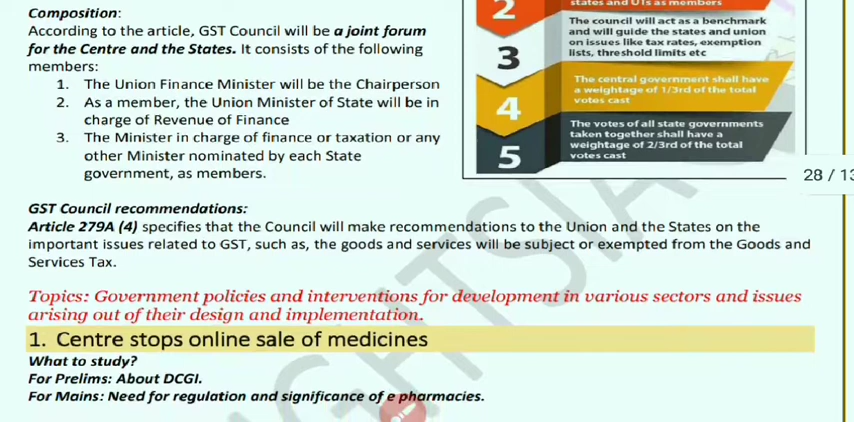 Composition:
According to the article, GST Council will be a joint forum
for the Centre and the States. It consists of the following
members:
1. The Union Finance Minister will be the Chairperson
2. As a member, the Union Minister of State will be in
charge of Revenue of Finance
3. The Minister in charge of finance or taxation or any
other Minister nominated by each State
government, as members.
2
states and UTs as members
3
The council will act as a benchmark
and will guide the states and union
on issues like tax rates, exemption
lists, threshold limits etc
4
The central government shall have
a weightage of 1/3rd of the total
votes cast
5
The votes of all state governments
taken together shall have a
weightage of 2/3rd of the total
votes cast
28 / 13
GST Council recommendations:
Article 279A (4) specifies that the Council will make recommendations to the Union and the States on the
important issues related to GST, such as, the goods and services will be subject or exempted from the Goods and
Services Tax.
Topics: Government policies and interventions for development in various sectors and issues
arising out of their design and implementation.
1. Centre stops online sale of medicines
What to study?
For Prelims: About DCGI.
For Mains: Need for regulation and significance of e pharmacies.